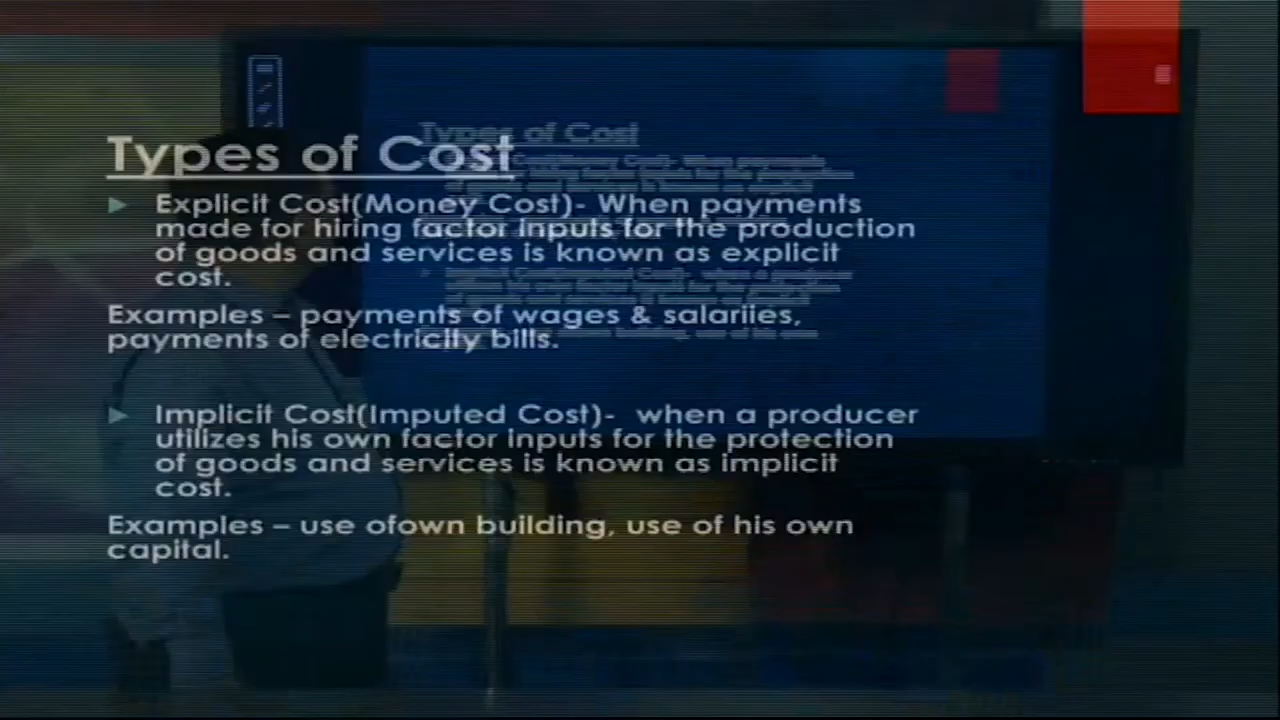 Types of Cost
Explicit Cost(Money Cost)- When payments
made for hiring factor inputs for the production
of goods and services is known as explicit
cost.
Examples – payments of wages & salariies,
payments of electricity bills.
Implicit Cost(Imputed Cost)- when a producer
utilizes his own factor inputs for the protection
of goods and services is known as implicit
cost.
Examples – use ofown building, use of his own
capital.
Types of Cost